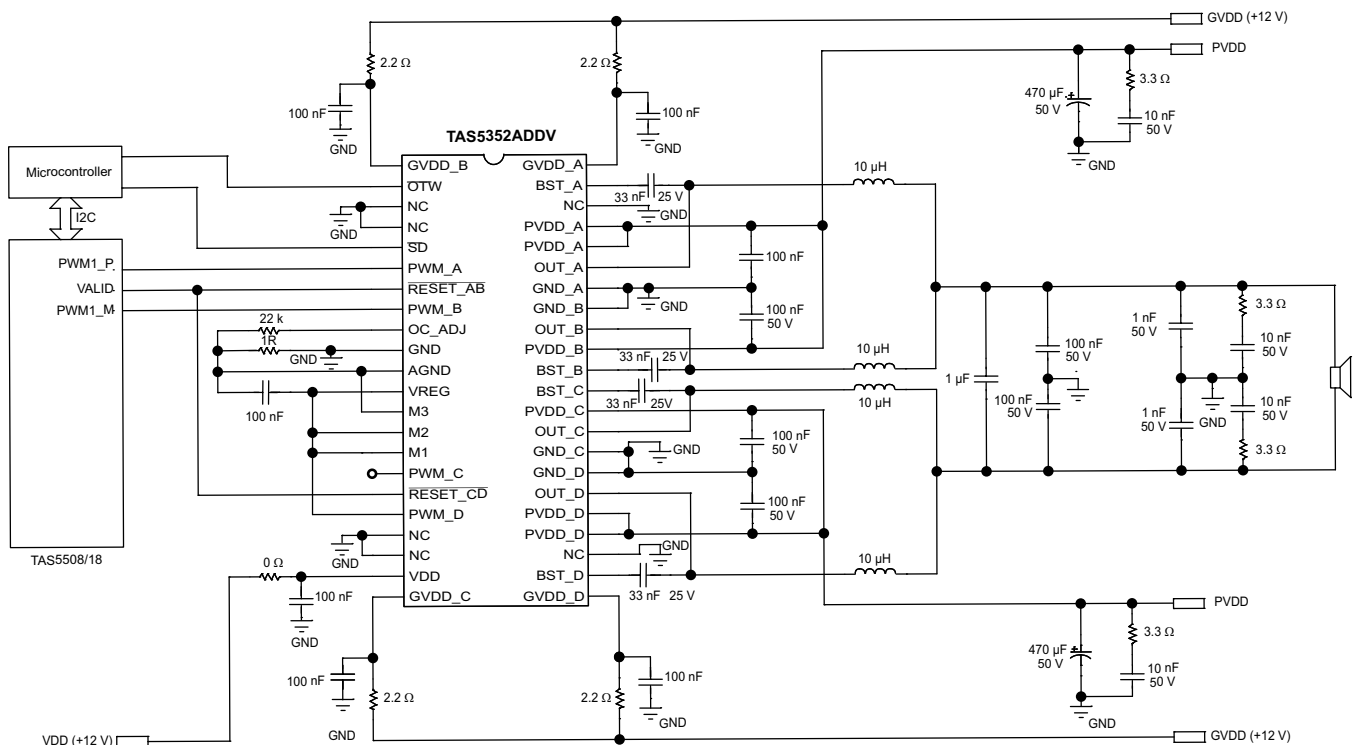 GVDD (+12 V)
PVDD
2.2 Ω
2.2 Ω
3.3 Ω
470 µF
50 V
10 nF
50 V
100 nF
GND
100 nF
GND
GND
TAS5352ADDV
Microcontroller
I2C
PWM1_P
VALID
PWM1_M
TAS5508/18
GVDD_B
OTW
NC
NC
SD
PWM_A
RESET_AB
PWM_B
OC_ADJ
GND
AGND
VREG
M3
M2
M1
PWM_C
RESET_CD
PWM_D
NC
NC
VDD
GVDD_C
GVDD_A
BST_A
NC
PVDD_A
PVDD_A
OUT_A
GND_A
GND_B
OUT_B
PVDD_B
BST_B
BST_C
PVDD_C
OUT_C
GND_C
GND_D
OUT_D
PVDD_D
PVDD_D
NC
BST_D
GVDD_D
GND
22 k
1R
GND
100 nF
GND
0 Ω
100 nF
GND
33 nF 25 V
GND
10 µH
100 nF
GND
100 nF
50 V
33 nF 25 V
10 µH
33 nF 25V
10 µH
100 nF
50 V
GND
100 nF
50 V
GND
33 nF 25 V
10 µH
1 µF
100 nF
50 V
100 nF
50 V
1 nF
50 V
3.3 Ω
10 nF
50 V
GND
1 nF
50 V
10 nF
50 V
3.3 Ω
PVDD
3.3 Ω
470 µF
50 V
10 nF
50 V
GND
100 nF
2.2 Ω
GND
2.2 Ω
100 nF
GND
VDD (+12 V)
GVDD (+12 V)